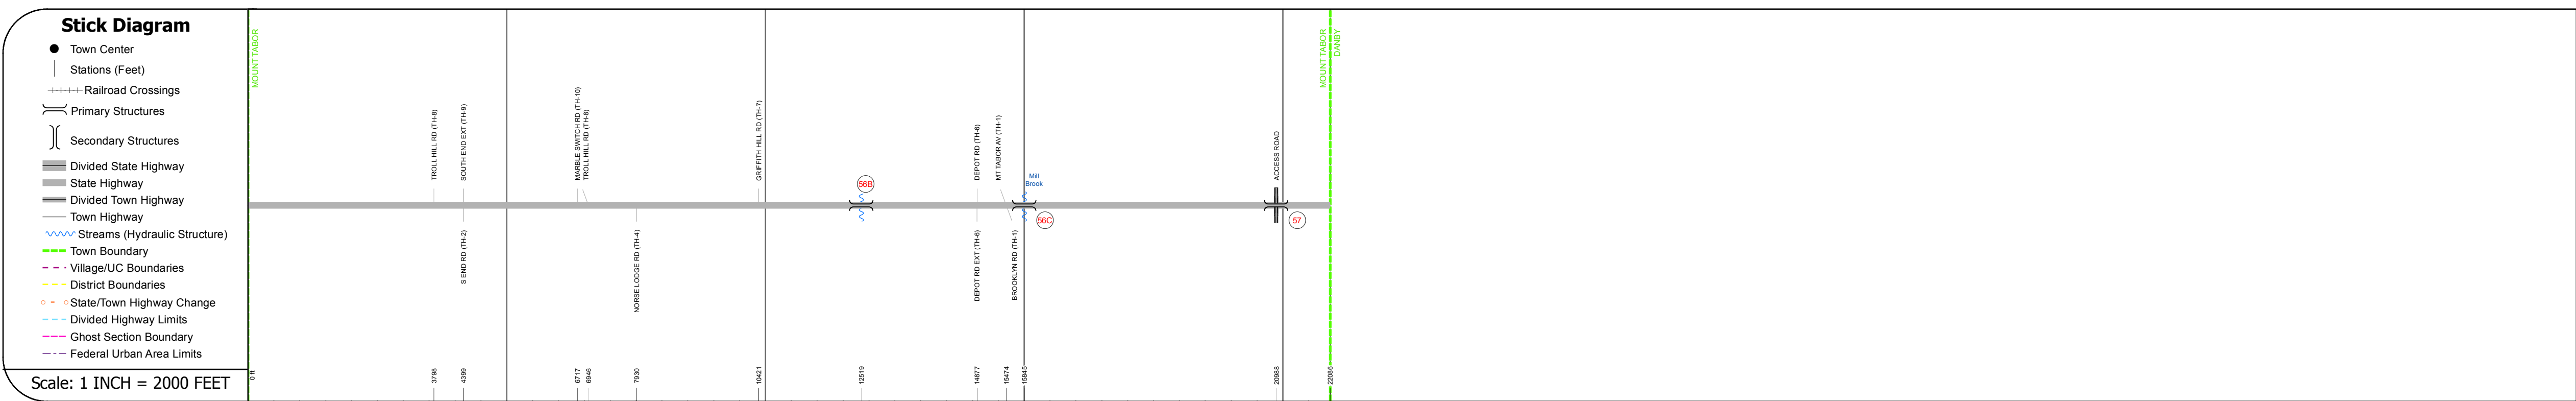 Stick Diagram
Town Center
Stations (Feet)
Railroad Crossings
Primary Structures
Secondary Structures
Divided State Highway
State Highway
Divided Town Highway
Town Highway
Streams (Hydraulic Structure)
Town Boundary
Village/UC Boundaries
District Boundaries
State/Town Highway Change
Divided Highway Limits
Ghost Section Boundary
Federal Urban Area Limits
Scale: 1 INCH = 2000 FEET
MOUNT TABOR
TROLL HILL RD (TH-8)
SOUTH END EXT (TH-9)
MARBLE SWITCH RD (TH-10)
TROLL HILL RD (TH-8)
GRIFFITH HILL RD (TH-7)
56B
DEPOT RD (TH-6)
MT TABOR AV (TH-1)
Mill
Brook
56C
ACCESS ROAD
57
MOUNT TABOR
DANBY
S END RD (TH-2)
NORSE LODGE RD (TH-4)
DEPOT RD EXT (TH-6)
BROOKLYN RD (TH-1)
0 ft
3798
4399
6717
6946
7930
10421
12519
14877
15474
15845
20988
22086